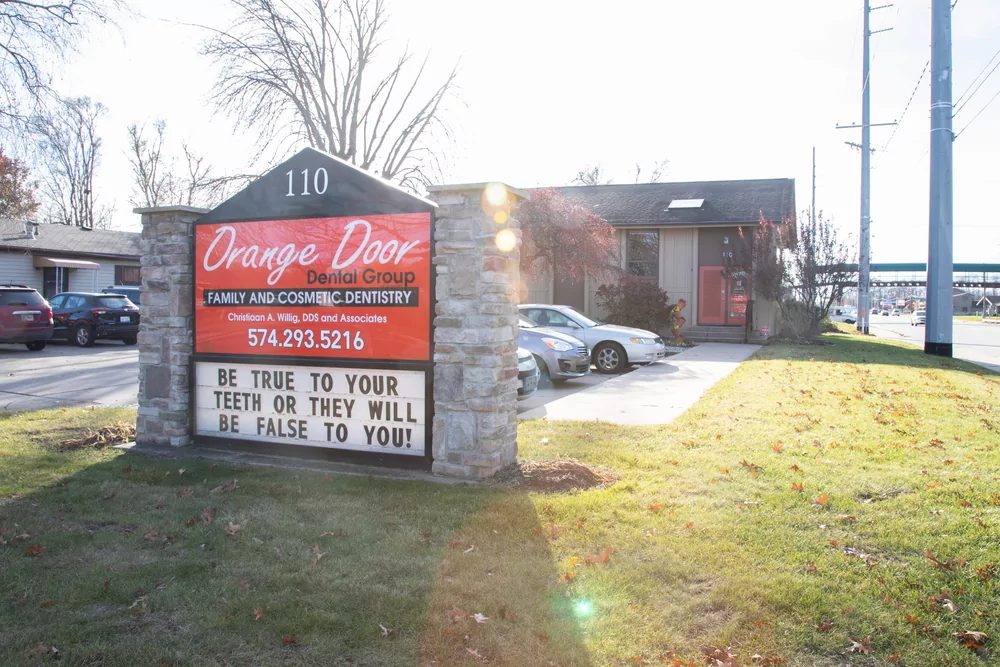 110
Orange Door
Dental Group
FAMILY AND COSMETIC DENTISTRY
Christiaan A. Willig, DDS and Associates
574.293.5216
BE TRUE TO YOUR
TEETH OR THEY WILL
BE FALSE TO YOU!
110